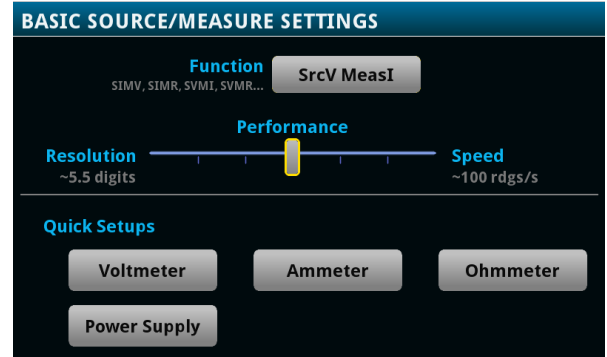 BASIC SOURCE/MEASURE SETTINGS
Function
SIMV, SIMR, SVMI, SVMR...
SrcV MeasI
Performance
Resolution
~5.5 digits
Speed
~100 rdgs/s
Quick Setups
Voltmeter
Ammeter
Ohmmeter
Power Supply